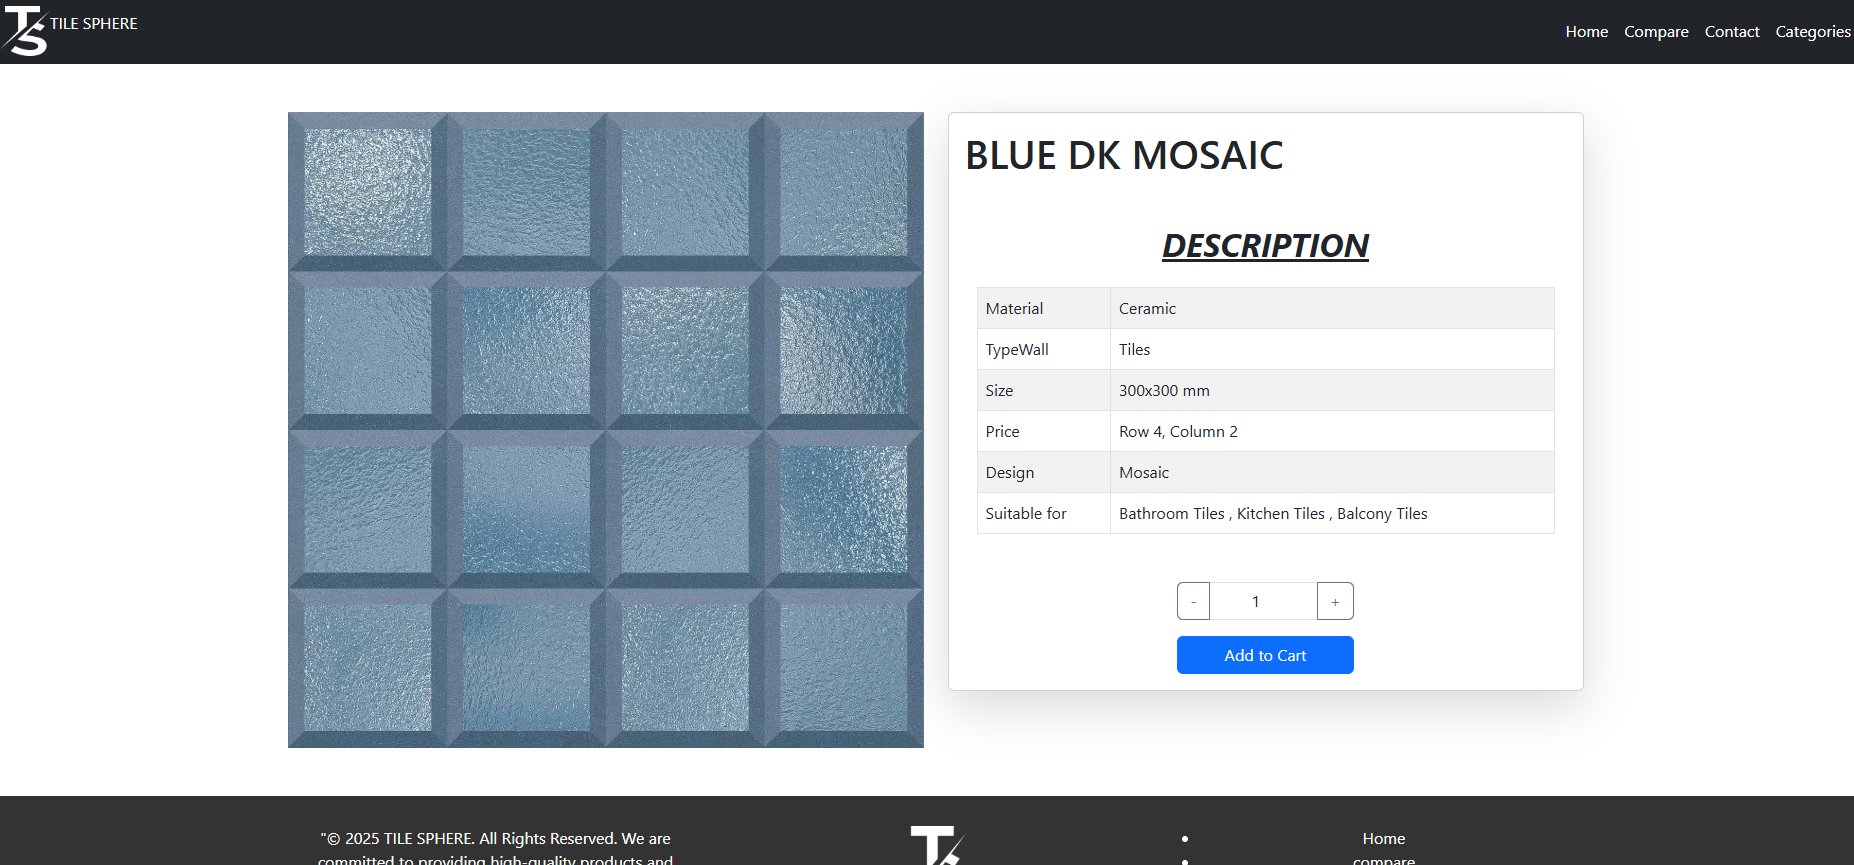 TS TILE SPHERE
Home Compare Contact Categories
BLUE DK MOSAIC
DESCRIPTION
Material Ceramic
TypeWall Tiles
Size 300x300 mm
Price Row 4, Column 2
Design Mosaic
Suitable for Bathroom Tiles , Kitchen Tiles , Balcony Tiles
- 1 +
Add to Cart
"© 2025 TILE SPHERE. All Rights Reserved. We are
committed to providing high-quality products and
TS
Home
compare